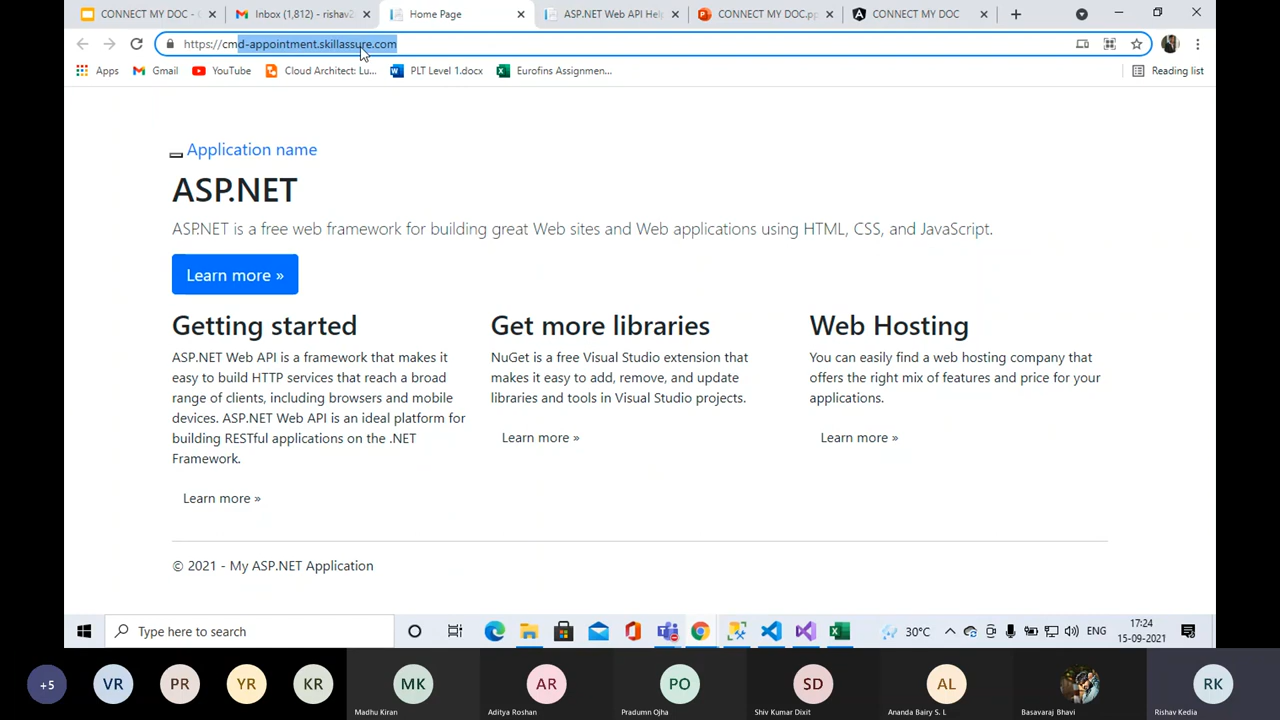 CONNECT MY DOC -
Inbox (1,812) - rishav2
Home Page
ASP.NET Web API Hel
CONNECT MY DOC.pp
CONNECT MY DOC
https://cmd-appointment.skillassure.com
Apps
Gmail
YouTube
Cloud Architect: Lu...
PLT Level 1.docx
Eurofins Assignmen...
Reading list
Application name
ASP.NET
ASP.NET is a free web framework for building great Web sites and Web applications using HTML, CSS, and JavaScript.
Learn more »
Getting started
ASP.NET Web API is a framework that makes it
easy to build HTTP services that reach a broad
range of clients, including browsers and mobile
devices. ASP.NET Web API is an ideal platform for
building RESTful applications on the .NET
Framework.
Learn more »
Get more libraries
NuGet is a free Visual Studio extension that
makes it easy to add, remove, and update
libraries and tools in Visual Studio projects.
Learn more »
Web Hosting
You can easily find a web hosting company that
offers the right mix of features and price for your
applications.
Learn more »
© 2021 - My ASP.NET Application
Type here to search
30°C
ENG
17:24
15-09-2021
+5
VR
PR
YR
KR
MK
Madhu Kiran
AR
Aditya Roshan
PO
Pradumn Ojha
SD
Shiv Kumar Dixit
AL
Ananda Bairy S. L
Basavaraj Bhavi
RK
Rishav Kedia